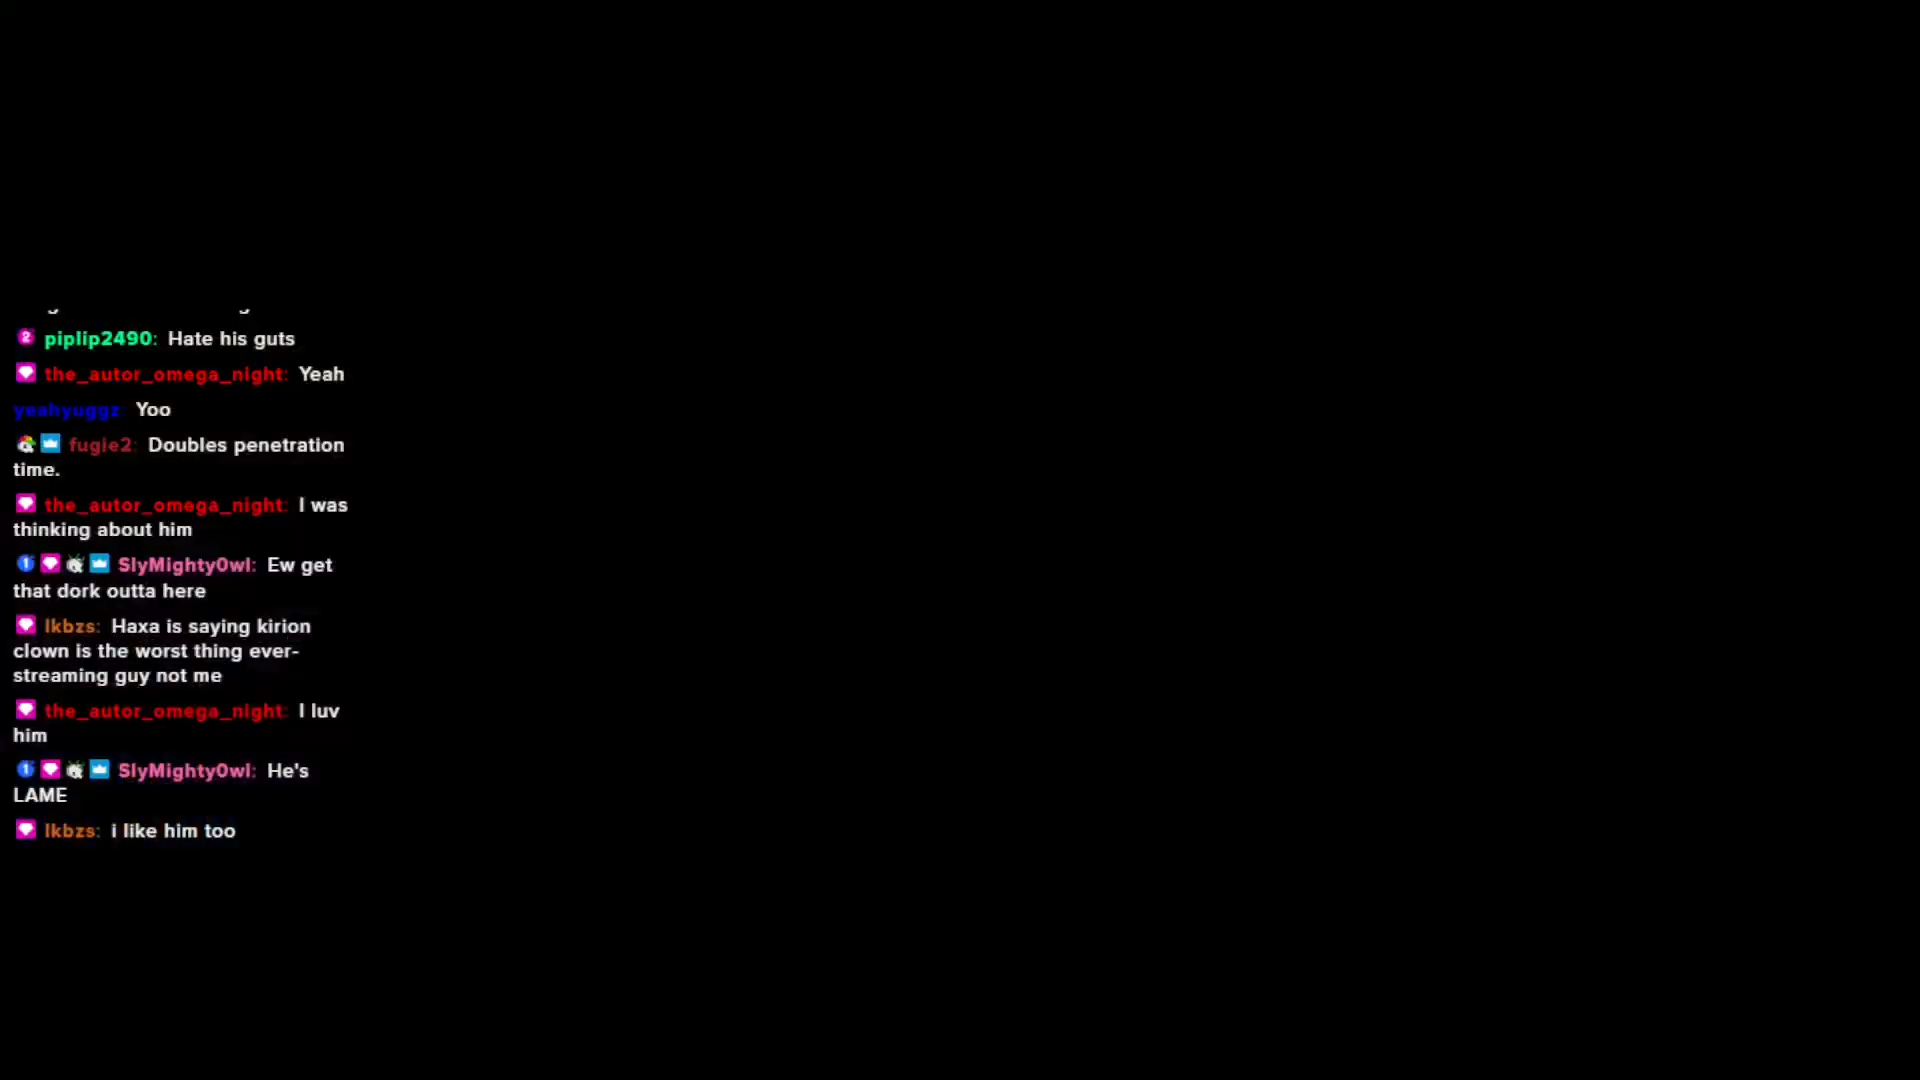 piplip2490: Hate his guts
the_autor_omega_night: Yeah
yeahyuggz: Yoo
fugie2: Doubles penetration
time.
the_autor_omega_night: I was
thinking about him
SlyMighty0wl: Ew get
that dork outta here
lkbzs: Haxa is saying kirion
clown is the worst thing ever-
streaming guy not me
the_autor_omega_night: I luv
him
SlyMighty0wl: He's
LAME
lkbzs: i like him too